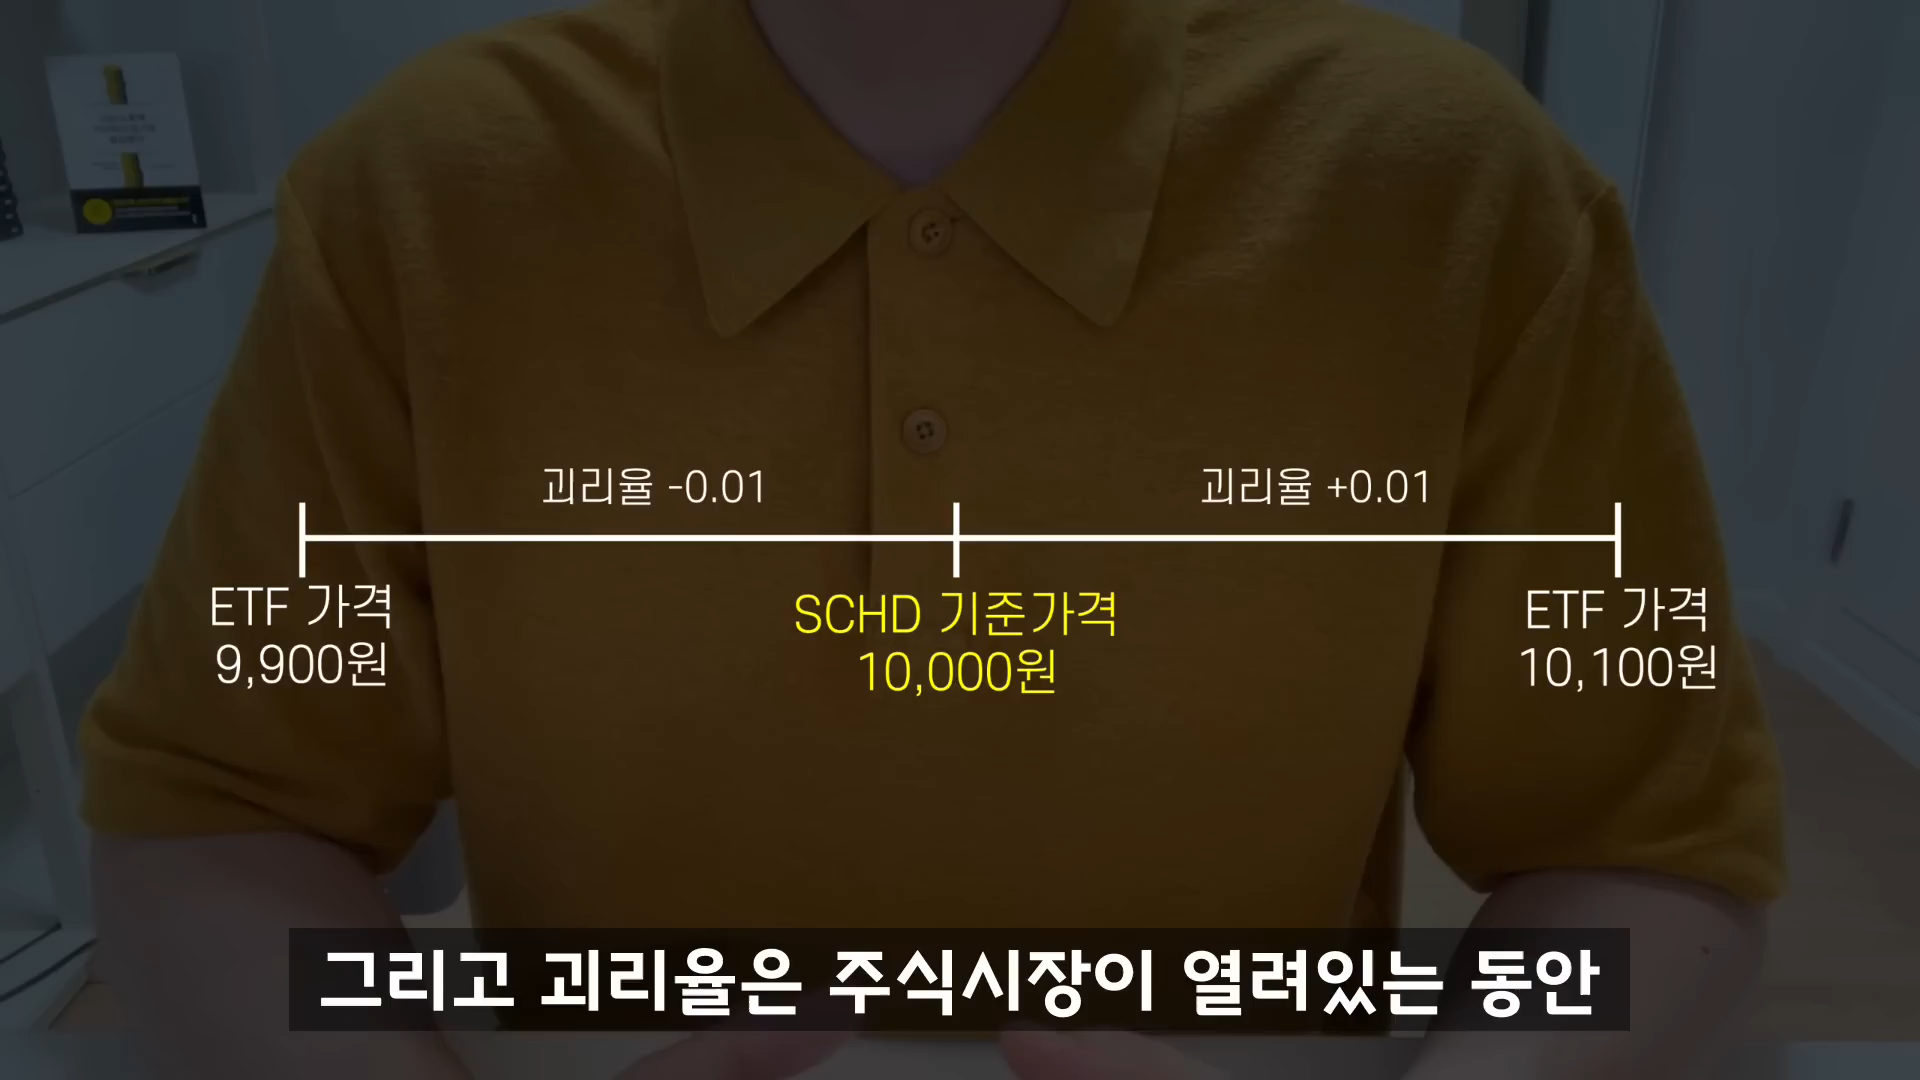 괴리율 -0.01
괴리율 +0.01
ETF 가격
9,900원
SCHD 기준가격
10,000원
ETF 가격
10,100원
그리고 괴리율은 주식시장이 열려있는 동안